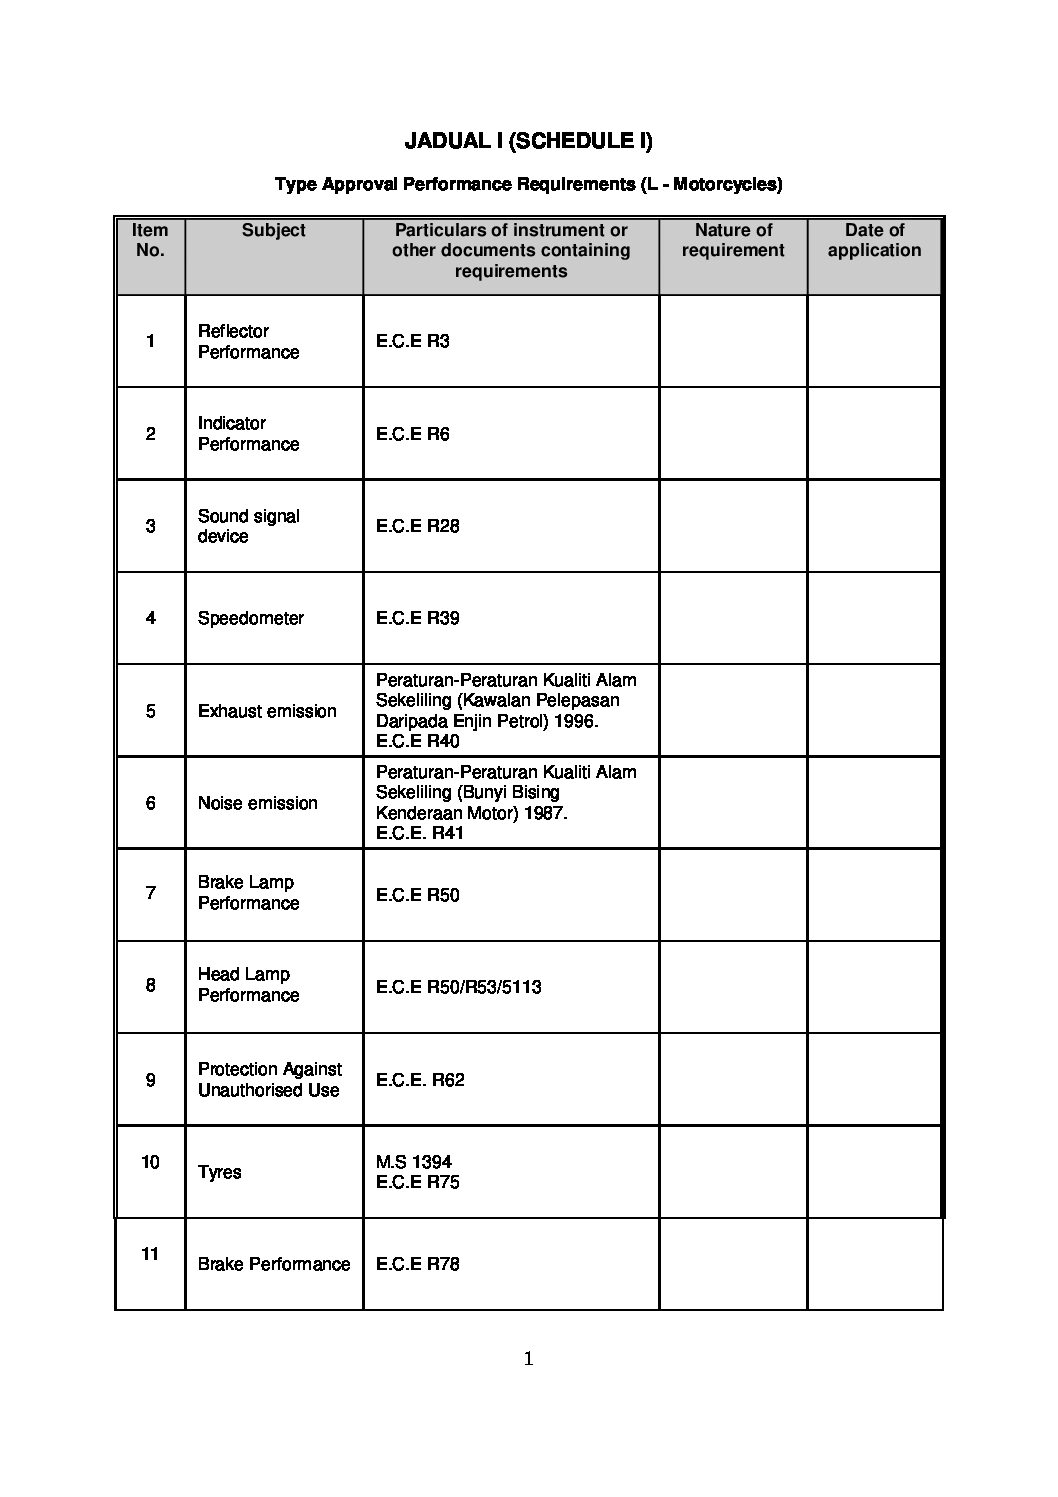 JADUAL I (SCHEDULE I)
Type Approval Performance Requirements (L - Motorcycles)
Item No. Subject Particulars of instrument or other documents containing requirements Nature of requirement Date of application
1 Reflector Performance E.C.E R3
2 Indicator Performance E.C.E R6
3 Sound signal device E.C.E R28
4 Speedometer E.C.E R39
5 Exhaust emission Peraturan-Peraturan Kualiti Alam Sekeliling (Kawalan Pelepasan Daripada Enjin Petrol) 1996. E.C.E R40
6 Noise emission Peraturan-Peraturan Kualiti Alam Sekeliling (Bunyi Bising Kenderaan Motor) 1987. E.C.E. R41
7 Brake Lamp Performance E.C.E R50
8 Head Lamp Performance E.C.E R50/R53/5113
9 Protection Against Unauthorised Use E.C.E. R62
10 Tyres M.S 1394 E.C.E R75
11 Brake Performance E.C.E R78
1